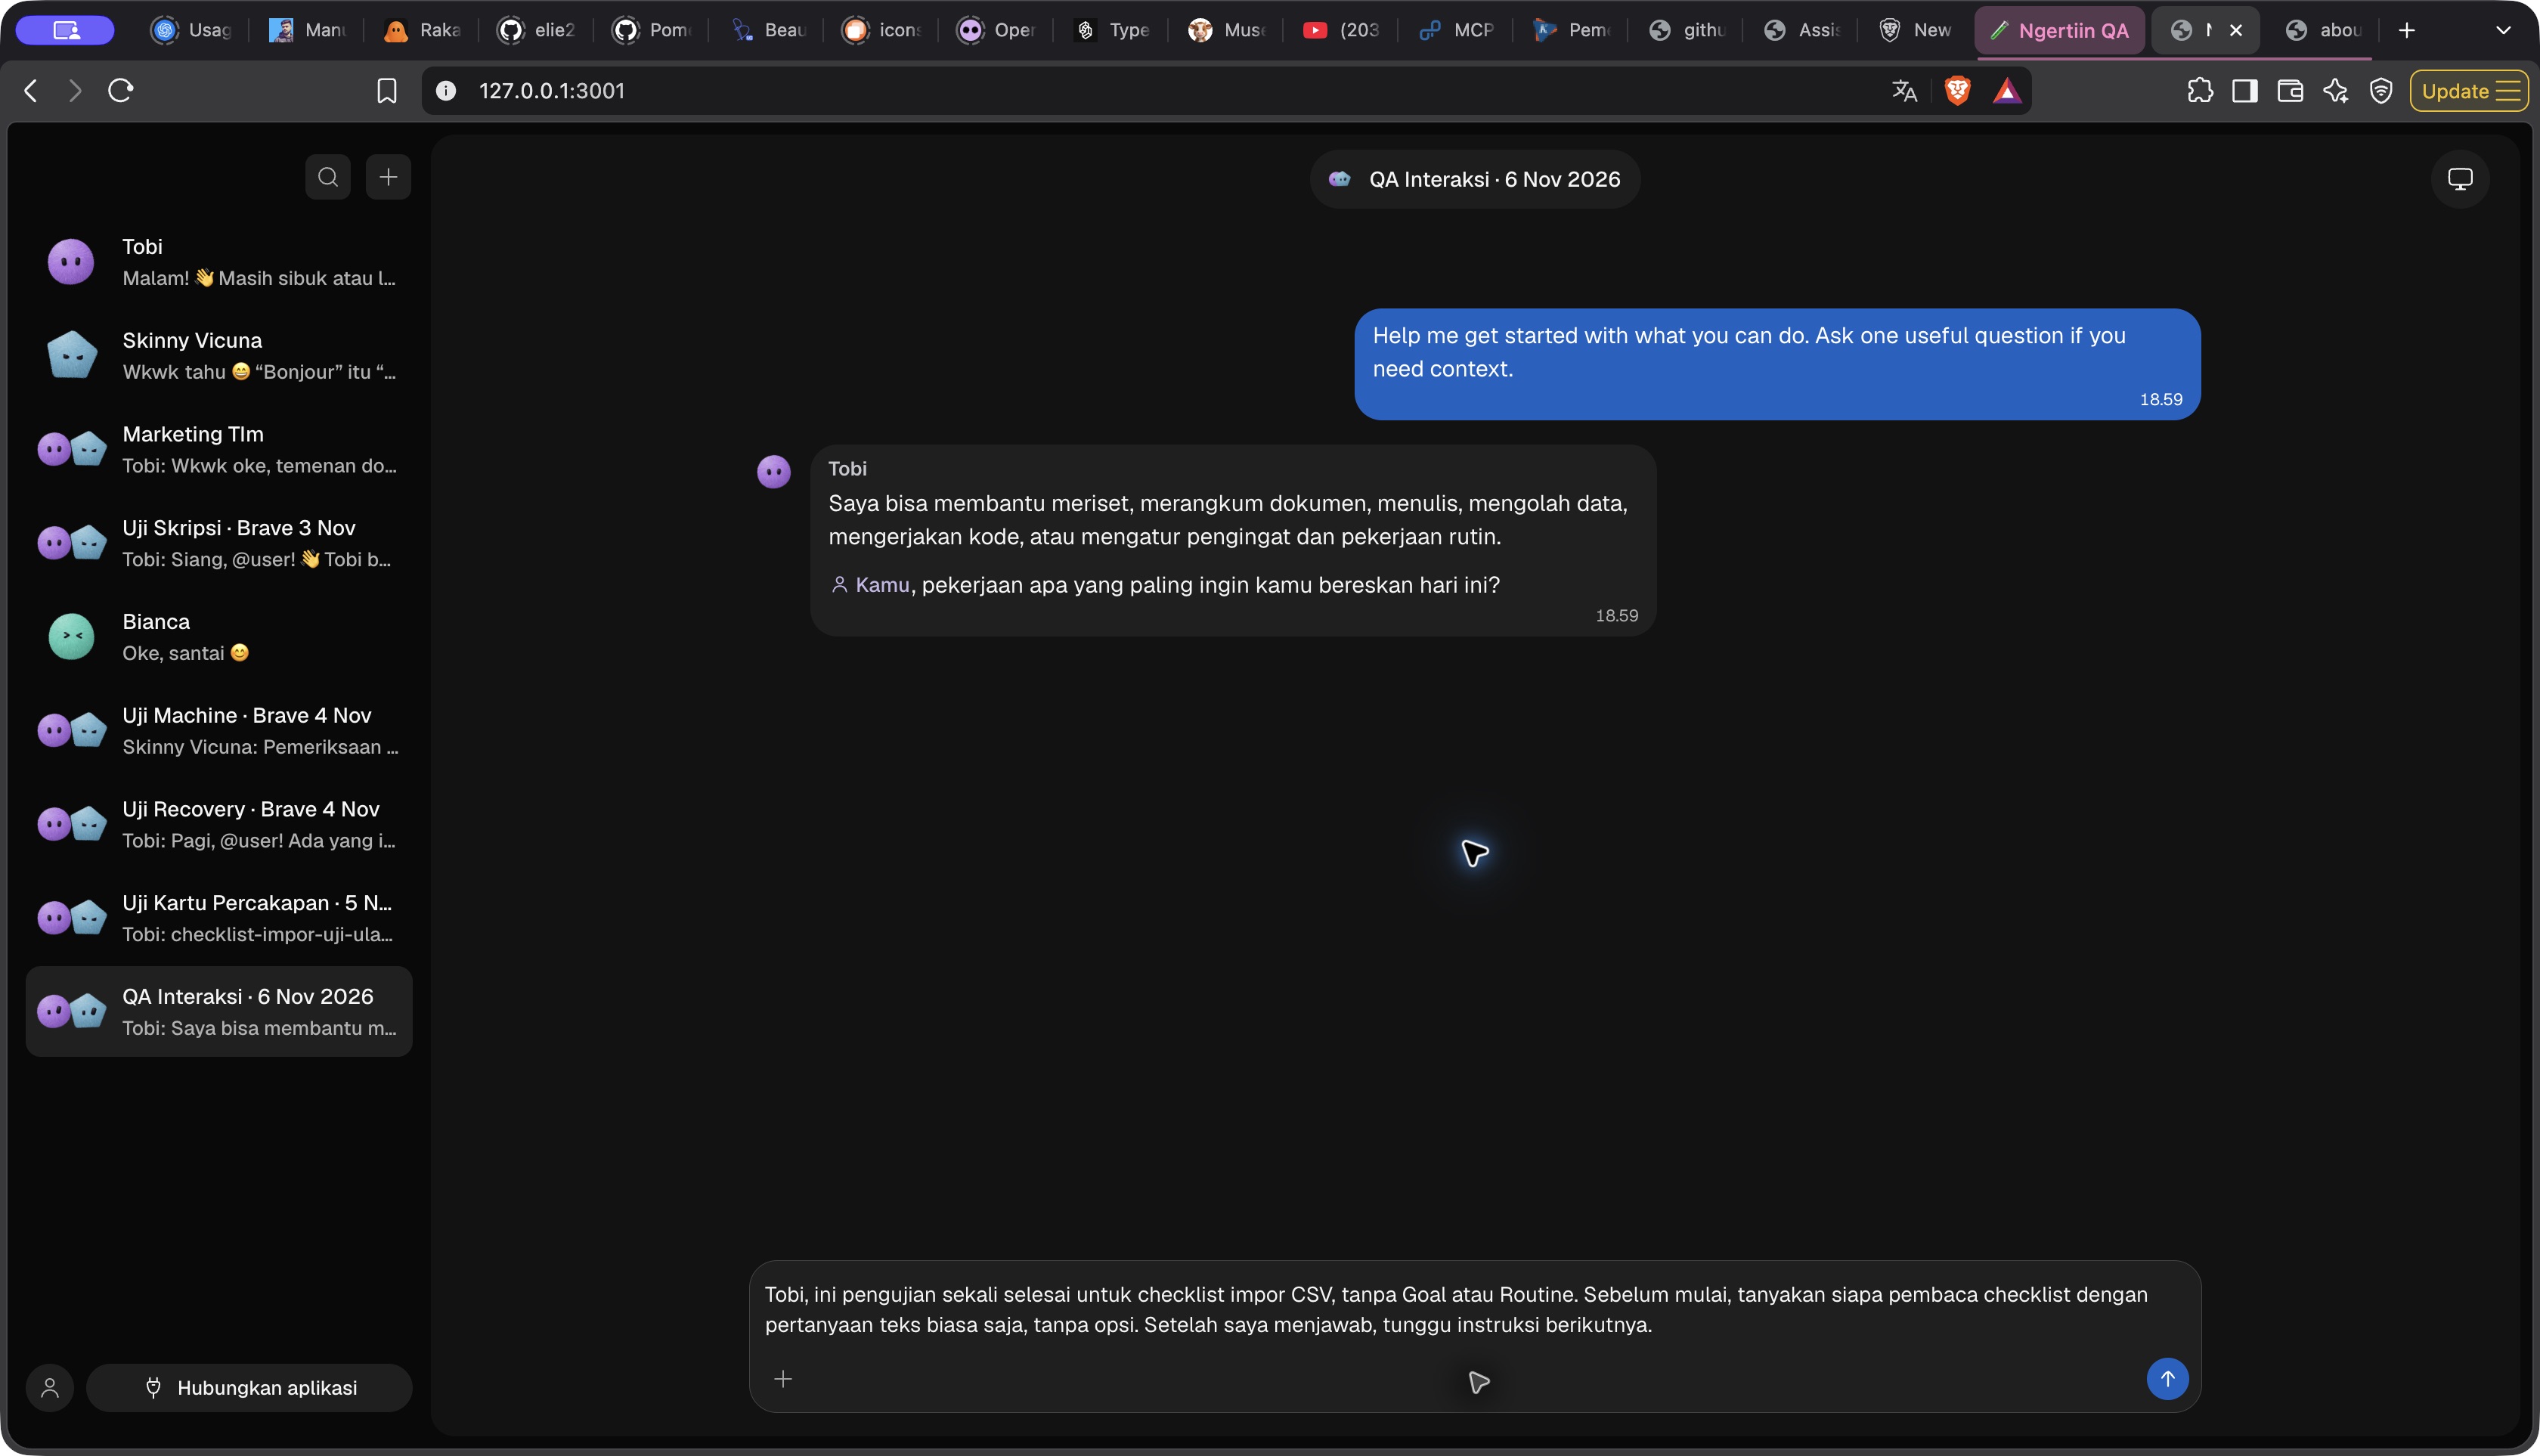 Usag
Manu
Raka
elie2
Pom
Beau
icons
Oper
Type
Muse
(203
MCP
Peme
githu
Assis
New
Ngertiin QA
abou
127.0.0.1:3001
Update
QA Interaksi · 6 Nov 2026
Tobi
Malam! 👋 Masih sibuk atau l...
Skinny Vicuna
Wkwk tahu 😄 “Bonjour” itu “...
Marketing TIm
Tobi: Wkwk oke, temenan do...
Uji Skripsi · Brave 3 Nov
Tobi: Siang, @user! 👋 Tobi b...
Bianca
Oke, santai 😊
Uji Machine · Brave 4 Nov
Skinny Vicuna: Pemeriksaan ...
Uji Recovery · Brave 4 Nov
Tobi: Pagi, @user! Ada yang i...
Uji Kartu Percakapan · 5 N...
Tobi: checklist-impor-uji-ula...
QA Interaksi · 6 Nov 2026
Tobi: Saya bisa membantu m...
Hubungkan aplikasi
Help me get started with what you can do. Ask one useful question if you
need context.
18.59
Tobi
Saya bisa membantu meriset, merangkum dokumen, menulis, mengolah data,
mengerjakan kode, atau mengatur pengingat dan pekerjaan rutin.
Kamu, pekerjaan apa yang paling ingin kamu bereskan hari ini?
18.59
Tobi, ini pengujian sekali selesai untuk checklist impor CSV, tanpa Goal atau Routine. Sebelum mulai, tanyakan siapa pembaca checklist dengan
pertanyaan teks biasa saja, tanpa opsi. Setelah saya menjawab, tunggu instruksi berikutnya.